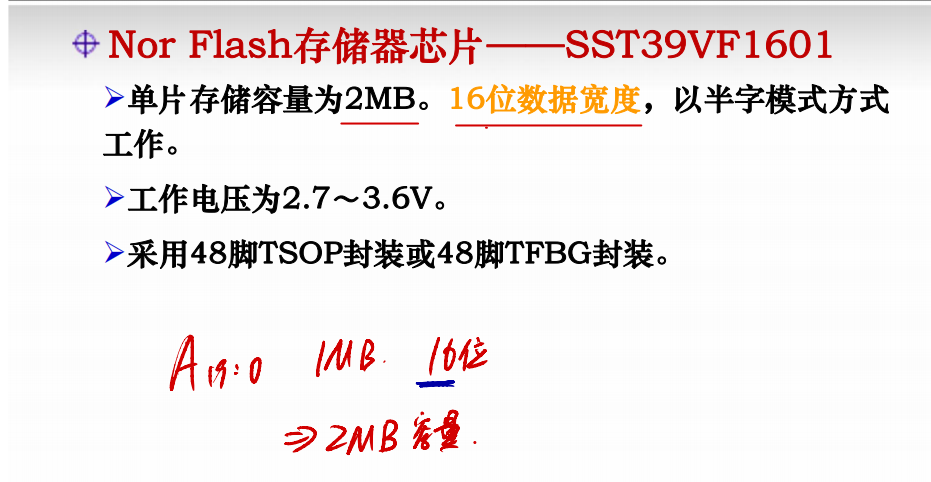 Nor Flash存储器芯片——SST39VF1601
单片存储容量为2MB。16位数据宽度，以半字模式方式
工作。
工作电压为2.7～3.6V。
采用48脚TSOP封装或48脚TFBG封装。
A19:0 1MB. 16位
⇒2MB容量.